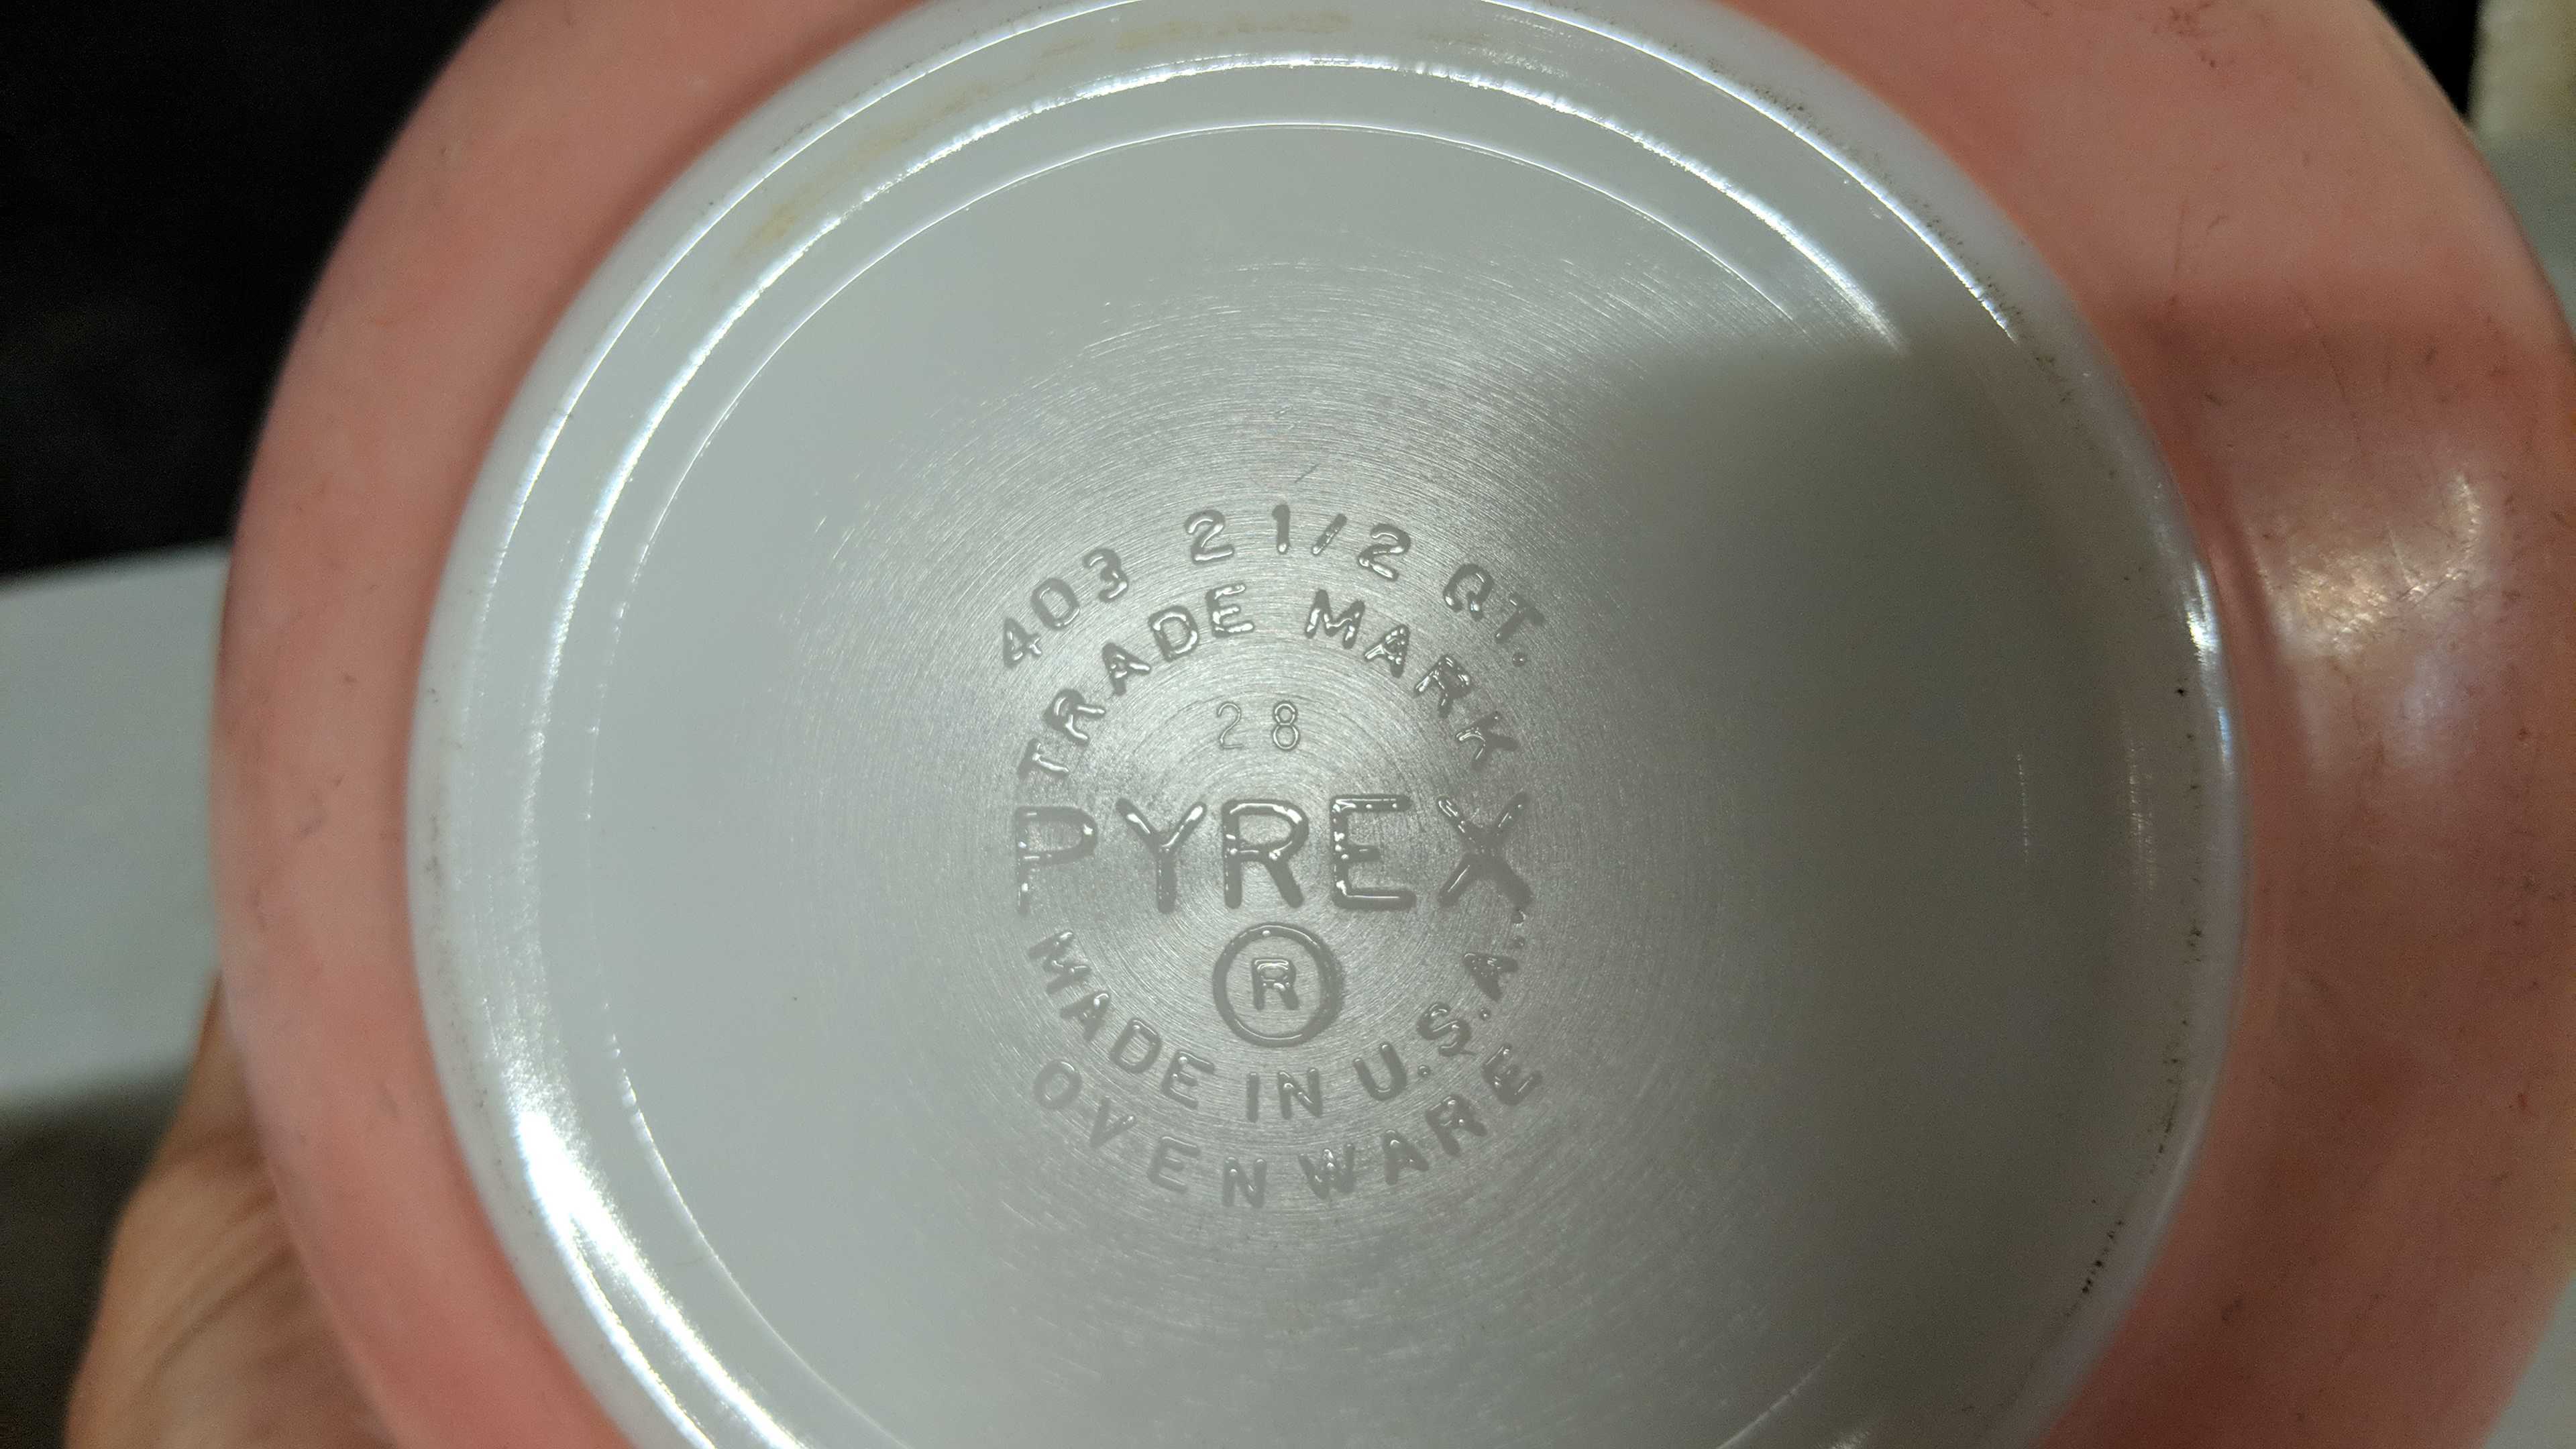 403 2 1/2 QT.
TRADE MARK
28
PYREX
®
MADE IN U.S.A.
OVENWARE